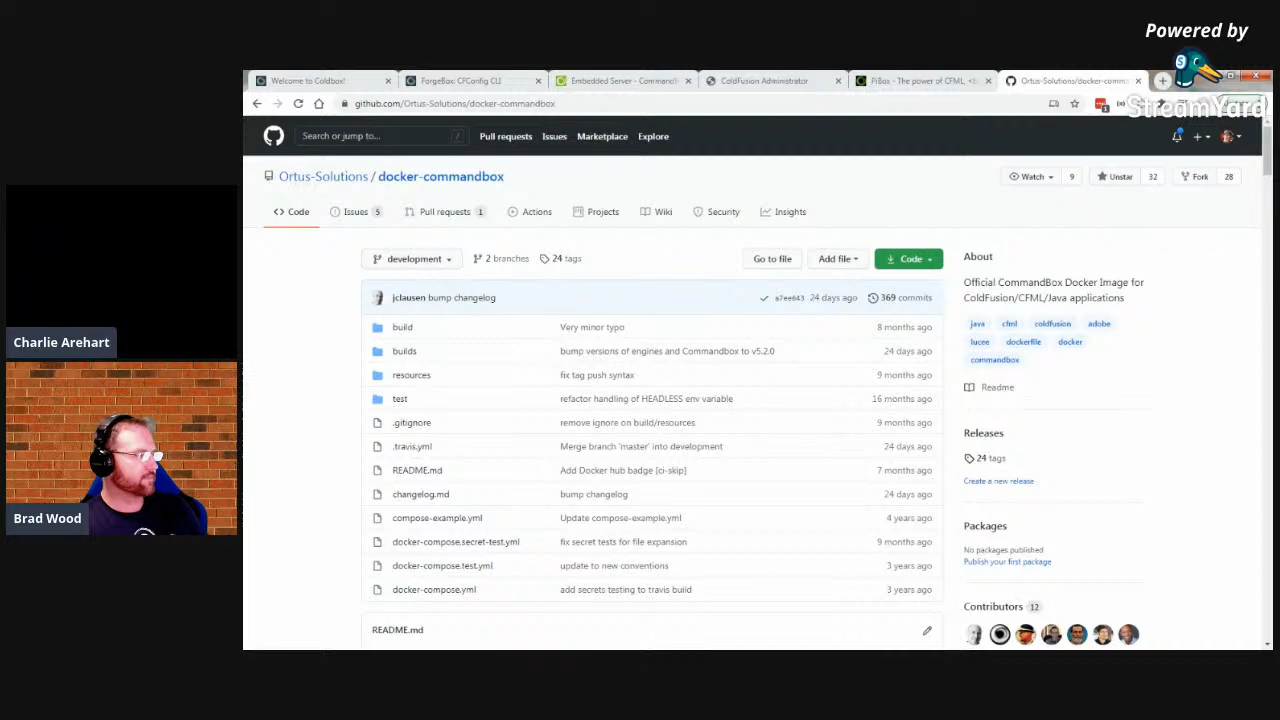 Powered by
StreamYard
Welcome to Coldbox!
ForgeBox: CFConfig CLI
Embedded Server - Command
ColdFusion Administrator
PiBox - The power of CFML, <b
Ortus-Solutions/docker-comm
github.com/Ortus-Solutions/docker-commandbox
Search or jump to...
/
Pull requests
Issues
Marketplace
Explore
Ortus-Solutions / docker-commandbox
Watch
9
Unstar
32
Fork
28
<> Code
Issues 5
Pull requests 1
Actions
Projects
Wiki
Security
Insights
development
2 branches
24 tags
Go to file
Add file
Code
About
Official CommandBox Docker Image for
ColdFusion/CFML/Java applications
java cfml coldfusion adobe
lucee dockerfile docker
commandbox
Readme
Releases
24 tags
Create a new release
Packages
No packages published
Publish your first package
Contributors 12
jclausen bump changelog
a7ee643 24 days ago
369 commits
build Very minor typo 8 months ago
builds bump versions of engines and Commandbox to v5.2.0 24 days ago
resources fix tag push syntax 9 months ago
test refactor handling of HEADLESS env variable 16 months ago
.gitignore remove ignore on build/resources 9 months ago
.travis.yml Merge branch 'master' into development 24 days ago
README.md Add Docker hub badge [ci-skip] 7 months ago
changelog.md bump changelog 24 days ago
compose-example.yml Update compose-example.yml 4 years ago
docker-compose.secret-test.yml fix secret tests for file expansion 9 months ago
docker-compose.test.yml update to new conventions 3 years ago
docker-compose.yml add secrets testing to travis build 3 years ago
README.md
Charlie Arehart
Brad Wood